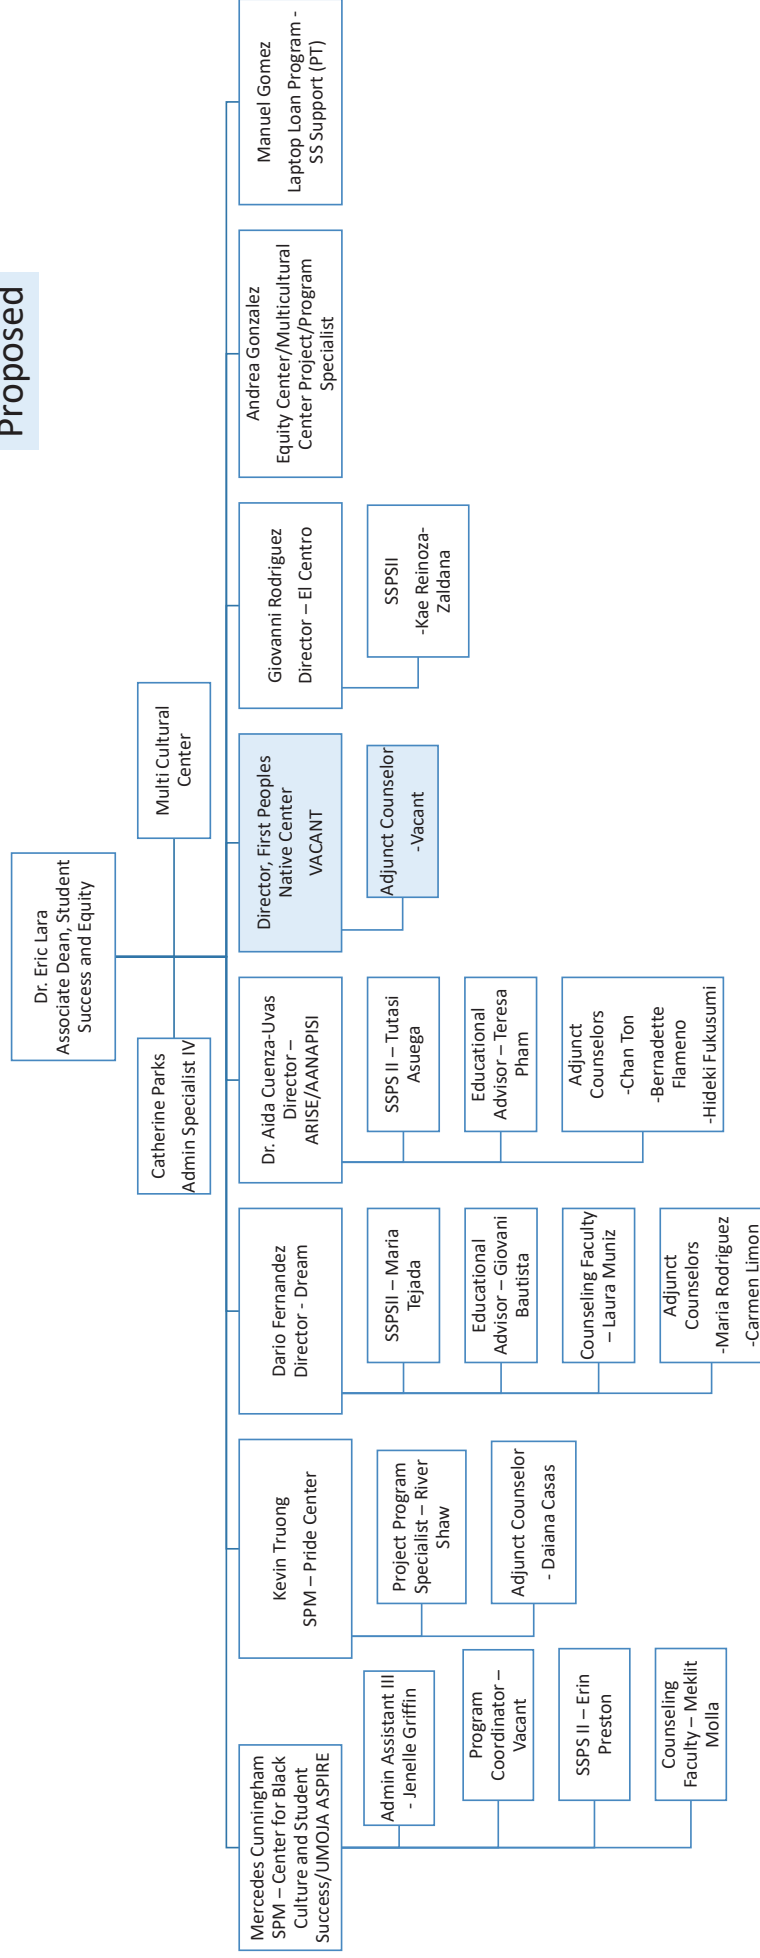 Proposed
Dr. Eric Lara
Associate Dean, Student
Success and Equity
Catherine Parks
Admin Specialist IV
Multi Cultural
Center
Mercedes Cunningham
SPM – Center for Black
Culture and Student
Success/UMOJA ASPIRE
Admin Assistant III
- Jenelle Griffin
Program
Coordinator –
Vacant
SSPS II – Erin
Preston
Counseling
Faculty – Meklit
Molla
Kevin Truong
SPM – Pride Center
Project Program
Specialist – River
Shaw
Adjunct Counselor
- Daiana Casas
Dario Fernandez
Director - Dream
SSPSII – Maria
Tejada
Educational
Advisor – Giovani
Bautista
Counseling Faculty
– Laura Muniz
Adjunct
Counselors
-Maria Rodriguez
-Carmen Limon
Dr. Aida Cuenza-Uvas
Director –
ARISE/AANAPISI
SSPS II – Tutasi
Asuega
Educational
Advisor – Teresa
Pham
Adjunct
Counselors
-Chan Ton
-Bernadette
Flameno
-Hideki Fukusumi
Director, First Peoples
Native Center
VACANT
Adjunct Counselor
-Vacant
Giovanni Rodriguez
Director – El Centro
SSPSII
-Kae Reinoza-
Zaldana
Andrea Gonzalez
Equity Center/Multicultural
Center Project/Program
Specialist
Manuel Gomez
Laptop Loan Program -
SS Support (PT)